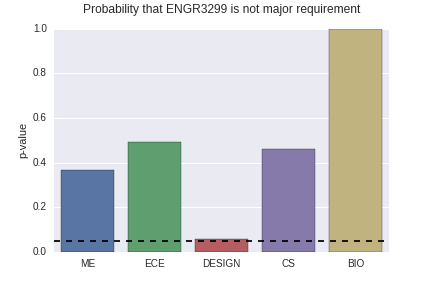 Probability that ENGR3299 is not major requirement
1.0
0.8
0.6
0.4
0.2
0.0
p-value
ME ECE DESIGN CS BIO